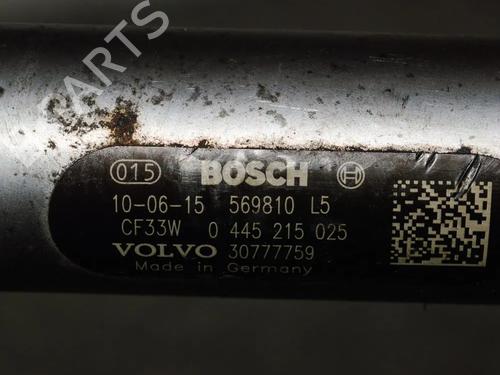 PARTS
015 BOSCH
10-06-15 569810 L5
CF33W 0 445 215 025
VOLVO 30777759
Made in Germany